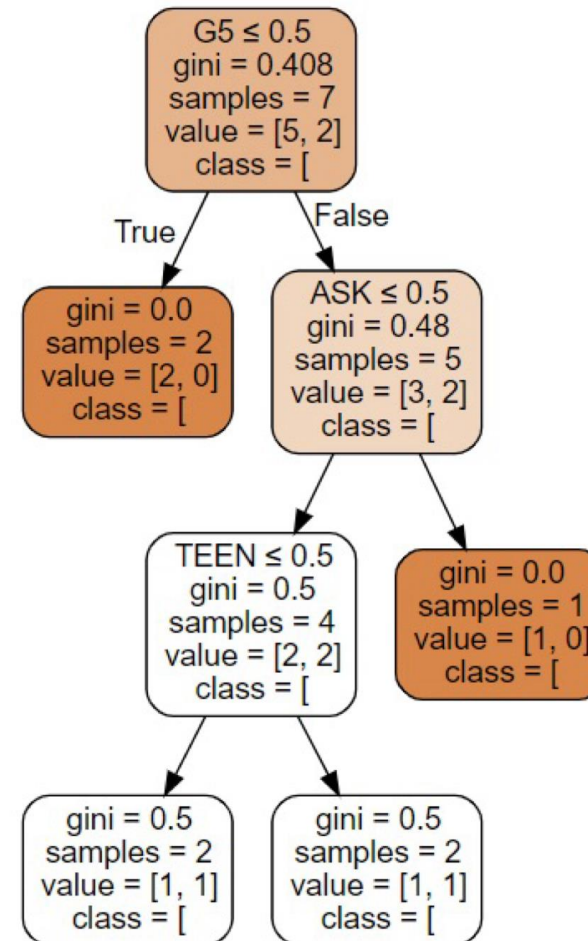 G5 ≤ 0.5
gini = 0.408
samples = 7
value = [5, 2]
class = [
True
False
gini = 0.0
samples = 2
value = [2, 0]
class = [
ASK ≤ 0.5
gini = 0.48
samples = 5
value = [3, 2]
class = [
TEEN ≤ 0.5
gini = 0.5
samples = 4
value = [2, 2]
class = [
gini = 0.0
samples = 1
value = [1, 0]
class = [
gini = 0.5
samples = 2
value = [1, 1]
class = [
gini = 0.5
samples = 2
value = [1, 1]
class = [